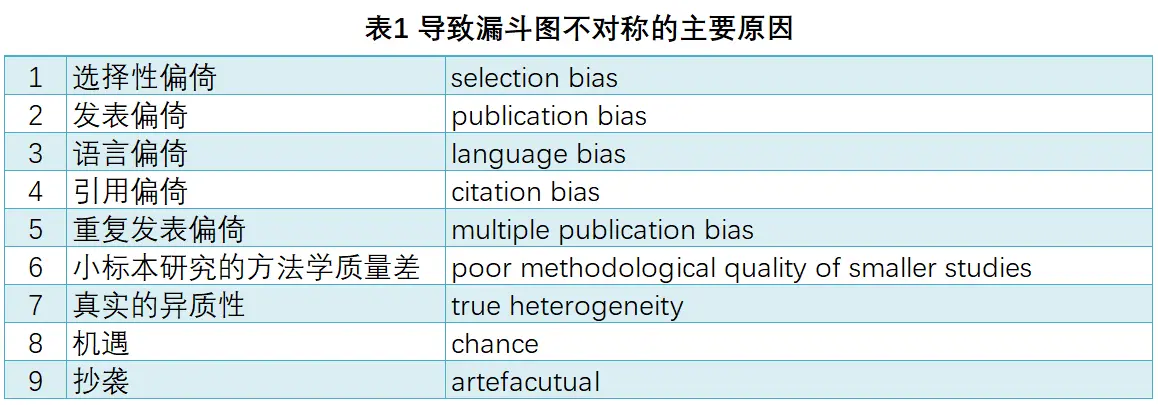 表1 导致漏斗图不对称的主要原因
1 选择性偏倚 selection bias
2 发表偏倚 publication bias
3 语言偏倚 language bias
4 引用偏倚 citation bias
5 重复发表偏倚 multiple publication bias
6 小标本研究的方法学质量差 poor methodological quality of smaller studies
7 真实的异质性 true heterogeneity
8 机遇 chance
9 抄袭 artefacutual